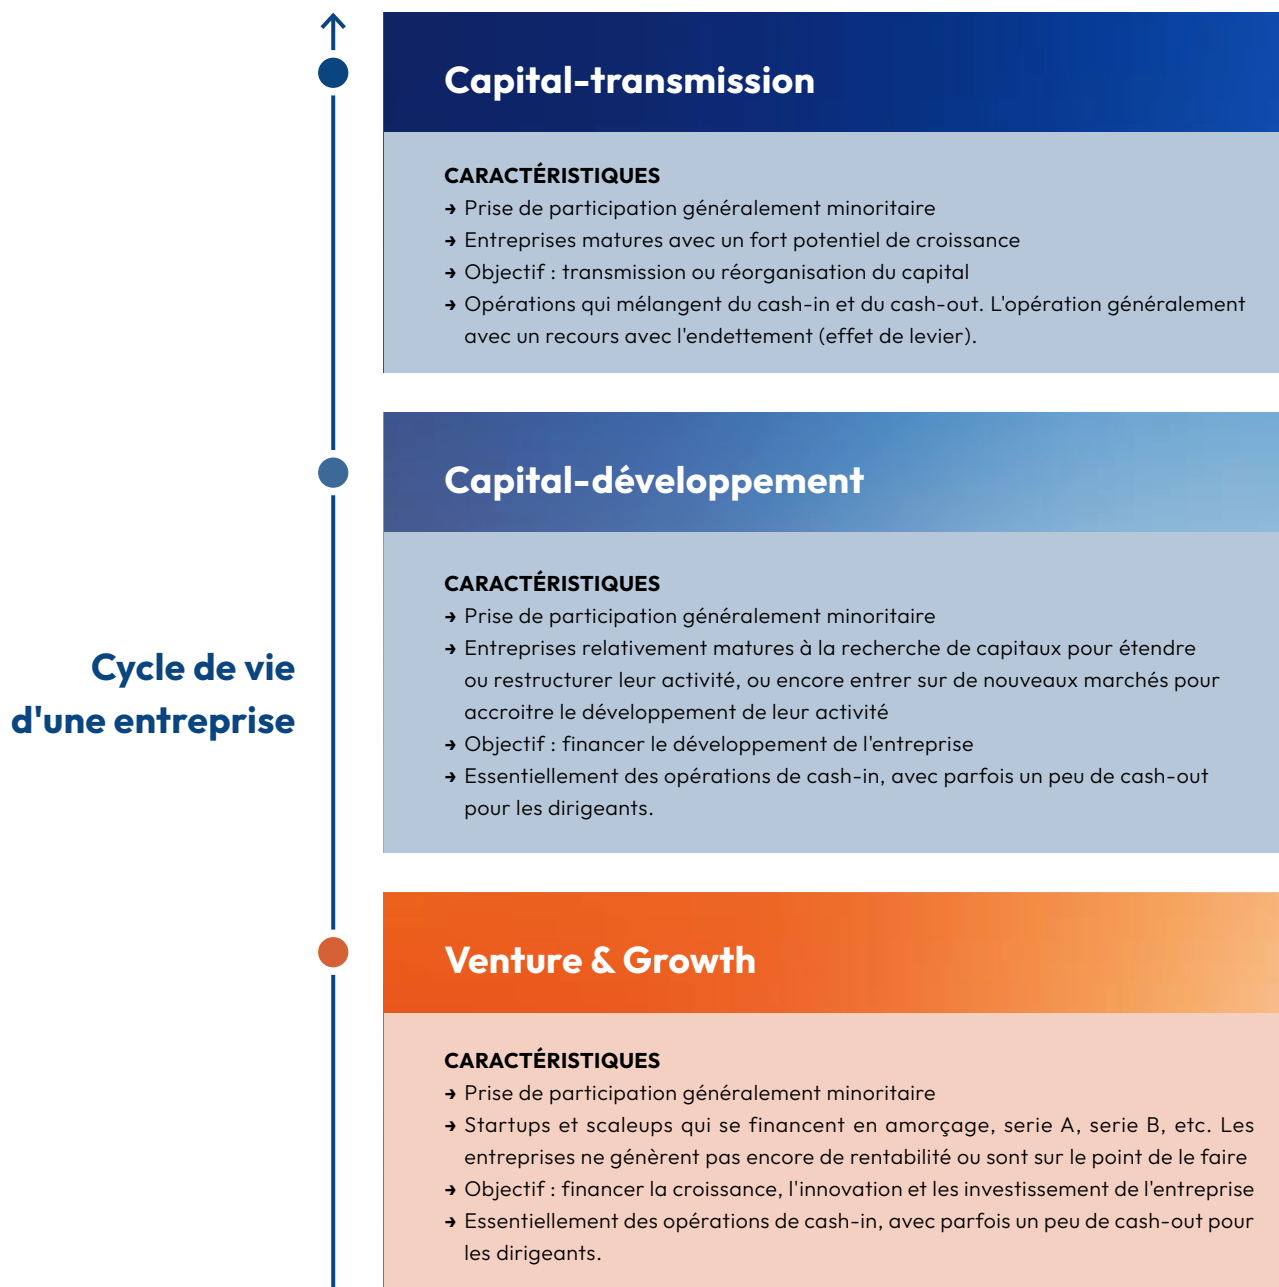 Capital-transmission
CARACTÉRISTIQUES
→ Prise de participation généralement minoritaire
→ Entreprises matures avec un fort potentiel de croissance
→ Objectif : transmission ou réorganisation du capital
→ Opérations qui mélangent du cash-in et du cash-out. L'opération généralement
avec un recours avec l'endettement (effet de levier).
Capital-développement
CARACTÉRISTIQUES
→ Prise de participation généralement minoritaire
→ Entreprises relativement matures à la recherche de capitaux pour étendre
ou restructurer leur activité, ou encore entrer sur de nouveaux marchés pour
accroitre le développement de leur activité
→ Objectif : financer le développement de l'entreprise
→ Essentiellement des opérations de cash-in, avec parfois un peu de cash-out
pour les dirigeants.
Cycle de vie
d'une entreprise
Venture & Growth
CARACTÉRISTIQUES
→ Prise de participation généralement minoritaire
→ Startups et scaleups qui se financent en amorçage, serie A, serie B, etc. Les
entreprises ne génèrent pas encore de rentabilité ou sont sur le point de le faire
→ Objectif : financer la croissance, l'innovation et les investissement de l'entreprise
→ Essentiellement des opérations de cash-in, avec parfois un peu de cash-out pour
les dirigeants.